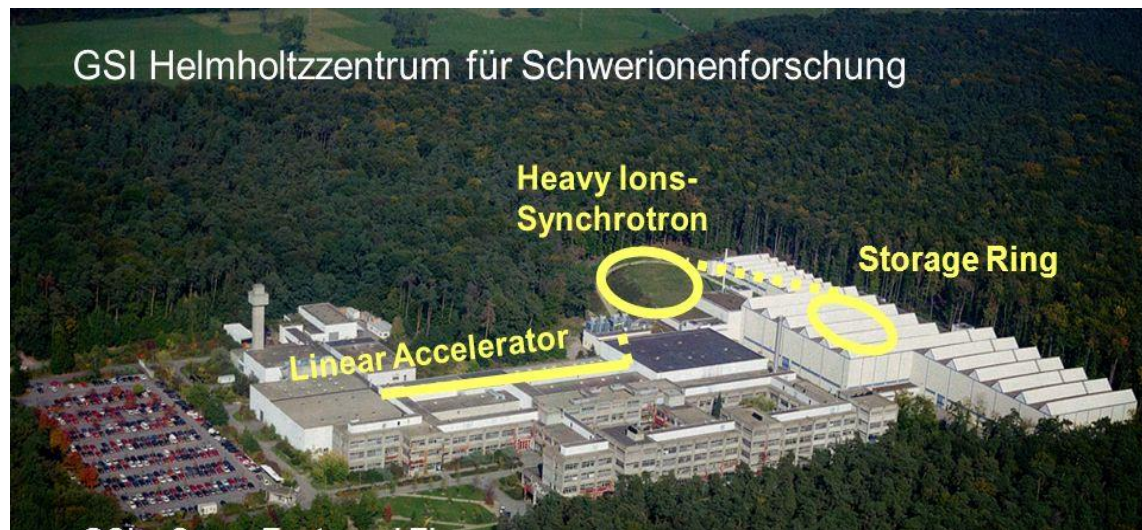 GSI Helmholtzzentrum für Schwerionenforschung
Heavy Ions-
Synchrotron
Storage Ring
Linear Accelerator